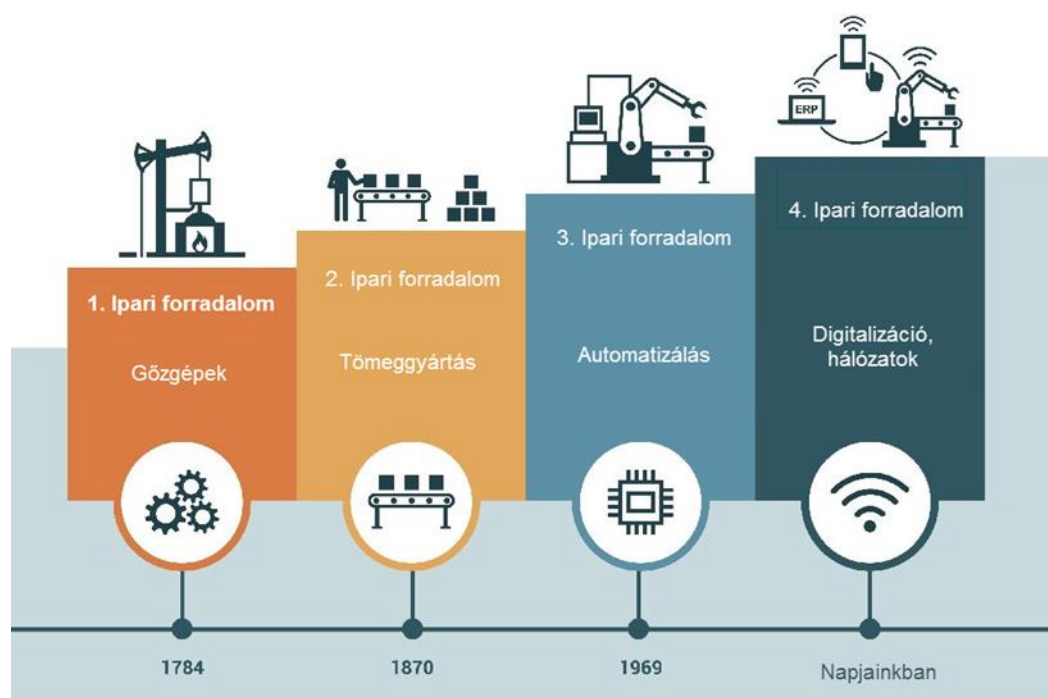 ERP
1. Ipari forradalom
Gőzgépek
2. Ipari forradalom
Tömeggyártás
3. Ipari forradalom
Automatizálás
4. Ipari forradalom
Digitalizáció,
hálózatok
1784
1870
1969
Napjainkban